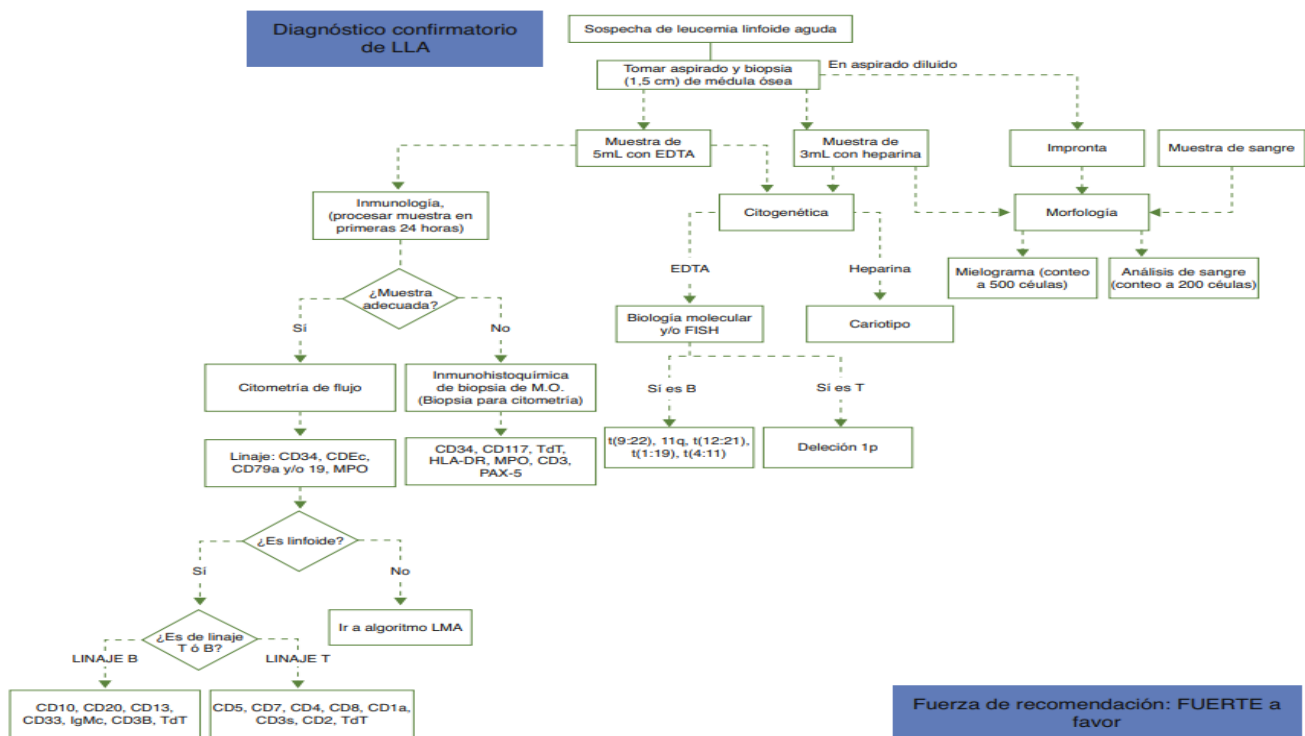 Diagnóstico confirmatorio
de LLA
Sospecha de leucemia linfoide aguda
Tomar aspirado y biopsia
(1,5 cm) de médula ósea
En aspirado diluido
Muestra de
5mL con EDTA
Muestra de
3mL con heparina
Impronta
Muestra de sangre
Inmunología,
(procesar muestra en
primeras 24 horas)
Citogenética
Morfología
EDTA
Heparina
Mielograma (conteo
a 500 céulas)
Análisis de sangre
(conteo a 200 céulas)
¿Muestra
adecuada?
Biología molecular
y/o FISH
Cariotipo
Sí
No
Citometría de flujo
Inmunohistoquímica
de biopsia de M.O.
(Biopsia para citometría)
Sí es B
Sí es T
Linaje: CD34, CDEc,
CD79a y/o 19, MPO
CD34, CD117, TdT,
HLA-DR, MPO, CD3,
PAX-5
t(9:22), 11q, t(12:21),
t(1:19), t(4:11)
Deleción 1p
¿Es linfoide?
Sí
No
¿Es de linaje
T ó B?
Ir a algoritmo LMA
LINAJE B
LINAJE T
CD10, CD20, CD13,
CD33, IgMc, CD3B, TdT
CD5, CD7, CD4, CD8, CD1a,
CD3s, CD2, TdT
Fuerza de recomendación: FUERTE a
favor